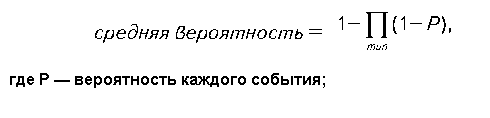 средняя вероятность = 1−∏(1−P),
тип
где P — вероятность каждого события;